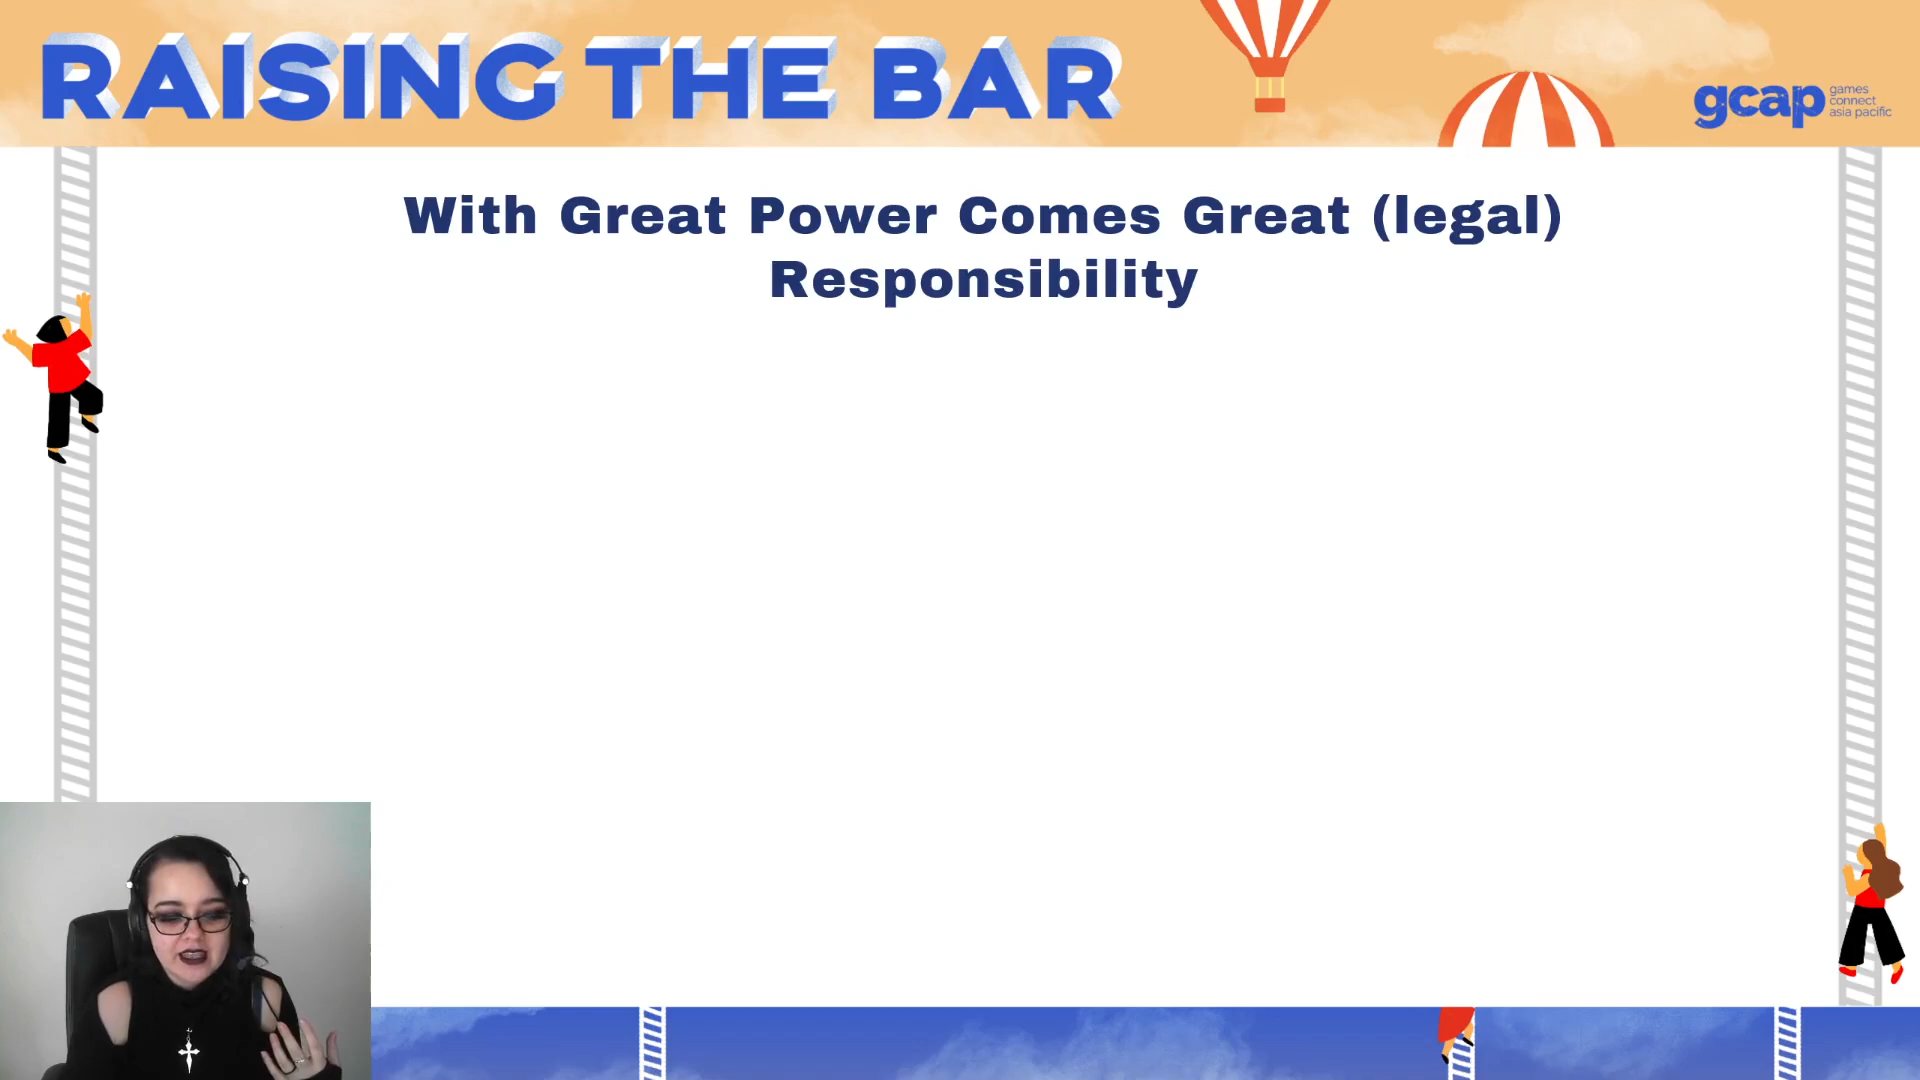 RAISING THE BAR
gcap
games
connect
asia pacific
With Great Power Comes Great (legal)
Responsibility